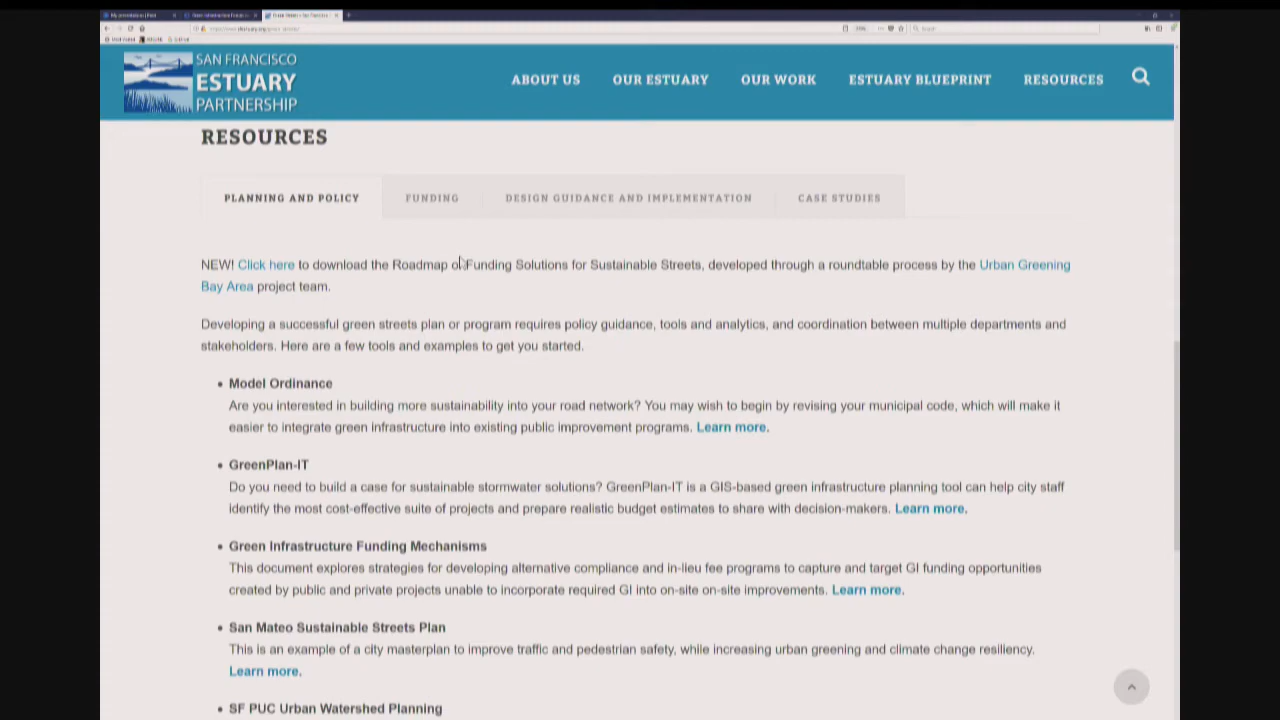 SAN FRANCISCO
ESTUARY
PARTNERSHIP
ABOUT US
OUR ESTUARY
OUR WORK
ESTUARY BLUEPRINT
RESOURCES
RESOURCES
PLANNING AND POLICY
FUNDING
DESIGN GUIDANCE AND IMPLEMENTATION
CASE STUDIES
NEW! Click here to download the Roadmap of Funding Solutions for Sustainable Streets, developed through a roundtable process by the Urban Greening
Bay Area project team.
Developing a successful green streets plan or program requires policy guidance, tools and analytics, and coordination between multiple departments and
stakeholders. Here are a few tools and examples to get you started.
• Model Ordinance
Are you interested in building more sustainability into your road network? You may wish to begin by revising your municipal code, which will make it
easier to integrate green infrastructure into existing public improvement programs. Learn more.
• GreenPlan-IT
Do you need to build a case for sustainable stormwater solutions? GreenPlan-IT is a GIS-based green infrastructure planning tool can help city staff
identify the most cost-effective suite of projects and prepare realistic budget estimates to share with decision-makers. Learn more.
• Green Infrastructure Funding Mechanisms
This document explores strategies for developing alternative compliance and in-lieu fee programs to capture and target GI funding opportunities
created by public and private projects unable to incorporate required GI into on-site on-site improvements. Learn more.
• San Mateo Sustainable Streets Plan
This is an example of a city masterplan to improve traffic and pedestrian safety, while increasing urban greening and climate change resiliency.
Learn more.
• SF PUC Urban Watershed Planning